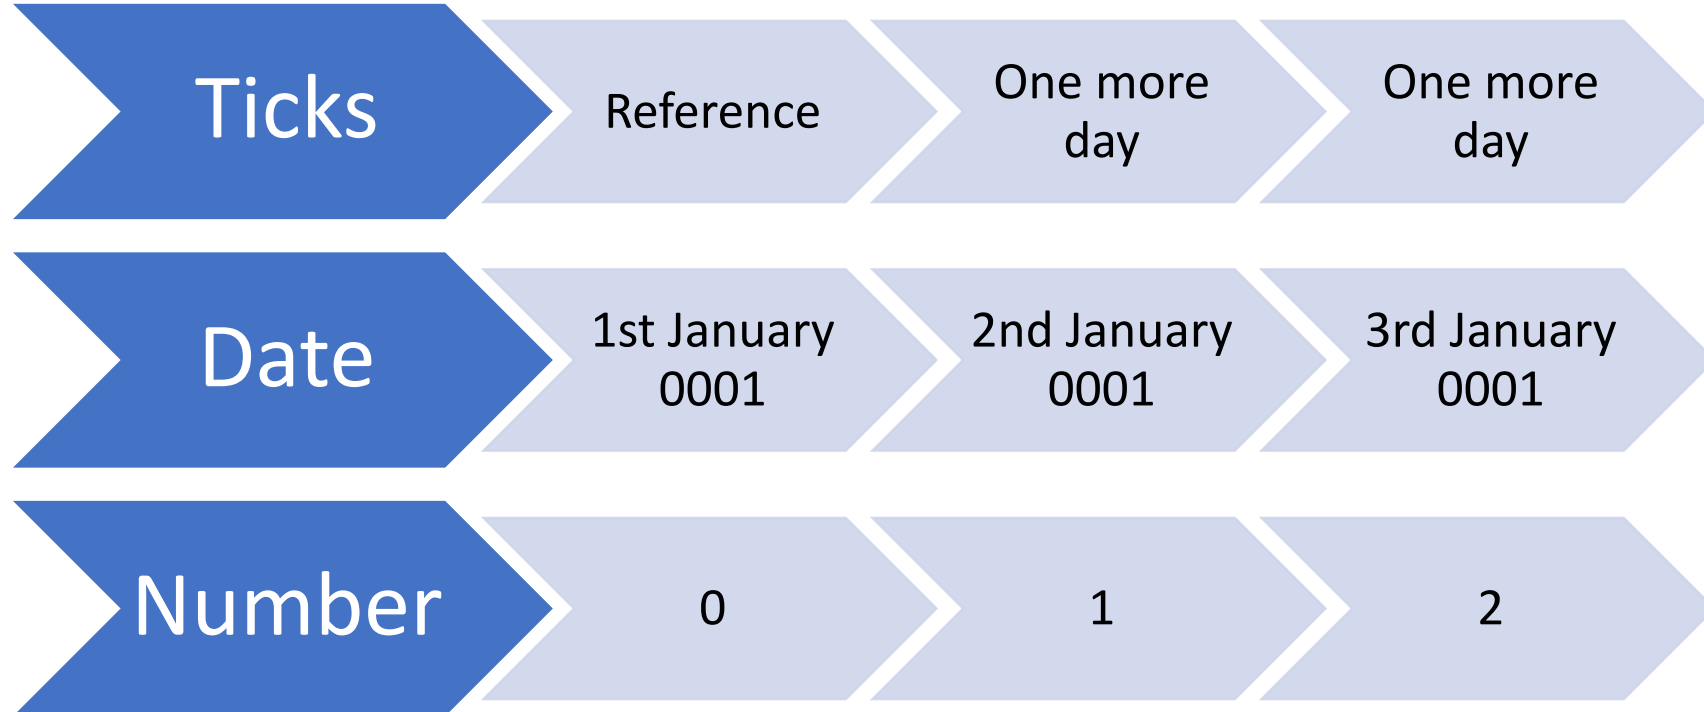 Ticks
Reference
One more
day
One more
day
Date
1st January
0001
2nd January
0001
3rd January
0001
Number
0
1
2